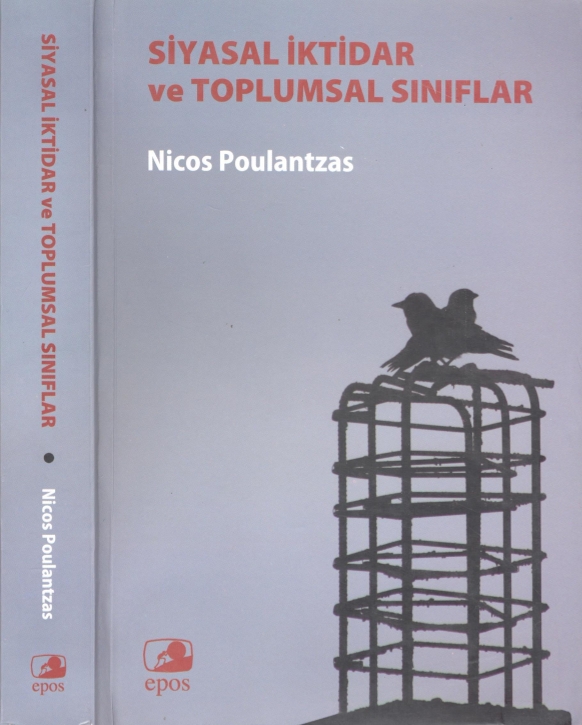 SİYASAL İKTİDAR ve TOPLUMSAL SINIFLAR • Nicos Poulantzas
epos
SİYASAL İKTİDAR
ve TOPLUMSAL SINIFLAR
Nicos Poulantzas
epos